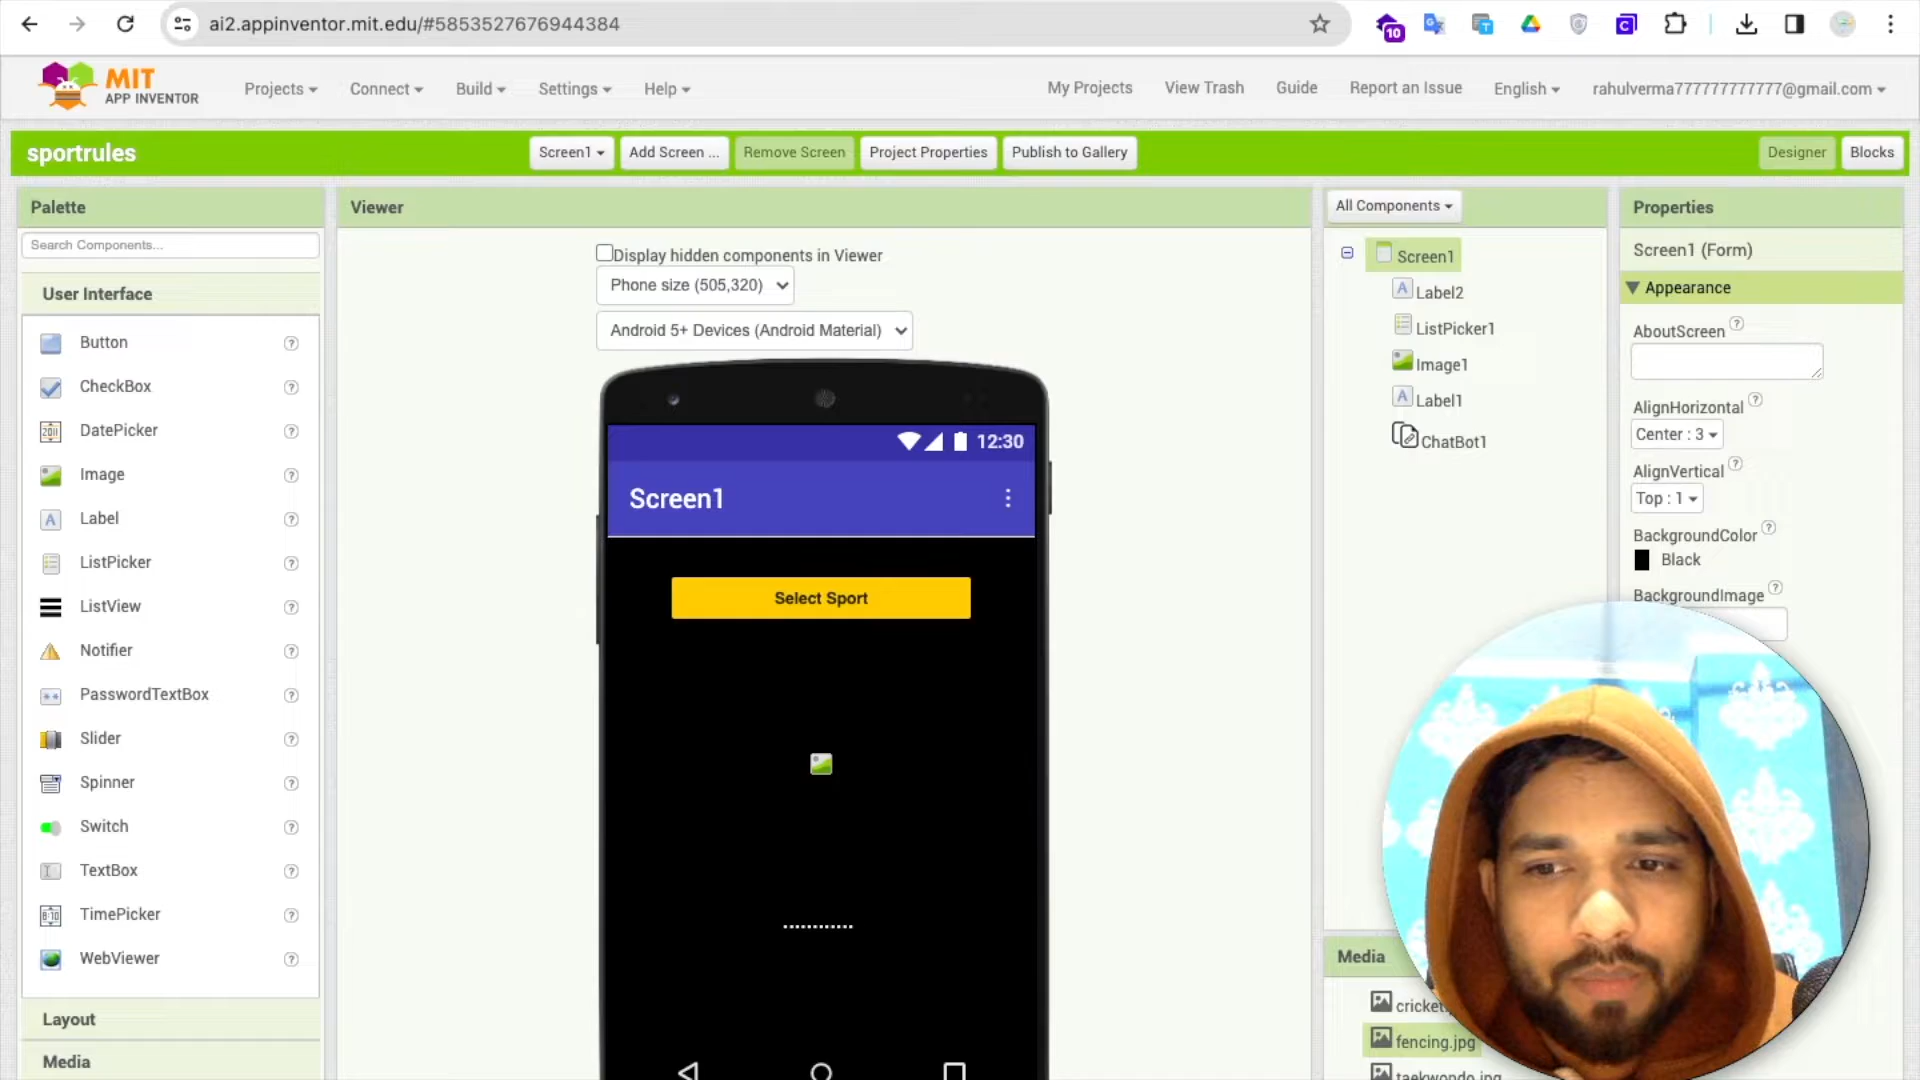 ai2.appinventor.mit.edu/#5853527676944384
10
MIT
APP INVENTOR
Projects
Connect
Build
Settings
Help
My Projects
View Trash
Guide
Report an Issue
English
rahulverma777777777777@gmail.com
sportrules
Screen1
Add Screen ...
Remove Screen
Project Properties
Publish to Gallery
Designer
Blocks
Palette
Search Components...
User Interface
Button
CheckBox
DatePicker
Image
Label
ListPicker
ListView
Notifier
PasswordTextBox
Slider
Spinner
Switch
TextBox
TimePicker
WebViewer
Layout
Media
Viewer
Display hidden components in Viewer
Phone size (505,320)
Android 5+ Devices (Android Material)
12:30
Screen1
Select Sport
All Components
Screen1
Label2
ListPicker1
Image1
Label1
ChatBot1
Media
cricket
fencing.jpg
taekwondo.jpg
Properties
Screen1 (Form)
Appearance
AboutScreen
AlignHorizontal
Center : 3
AlignVertical
Top : 1
BackgroundColor
Black
BackgroundImage